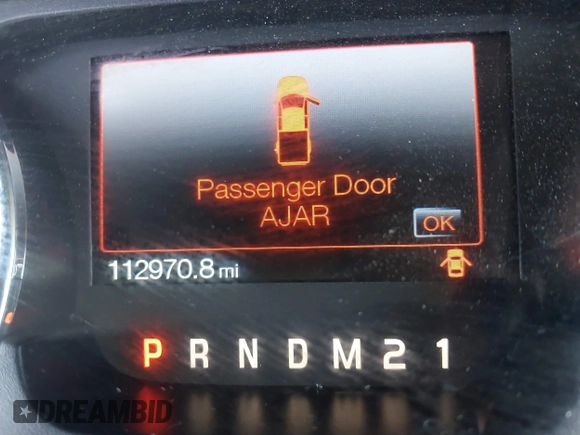 Passenger Door
AJAR
OK
112970.8 mi
P R N D M 2 1
DREAMBID